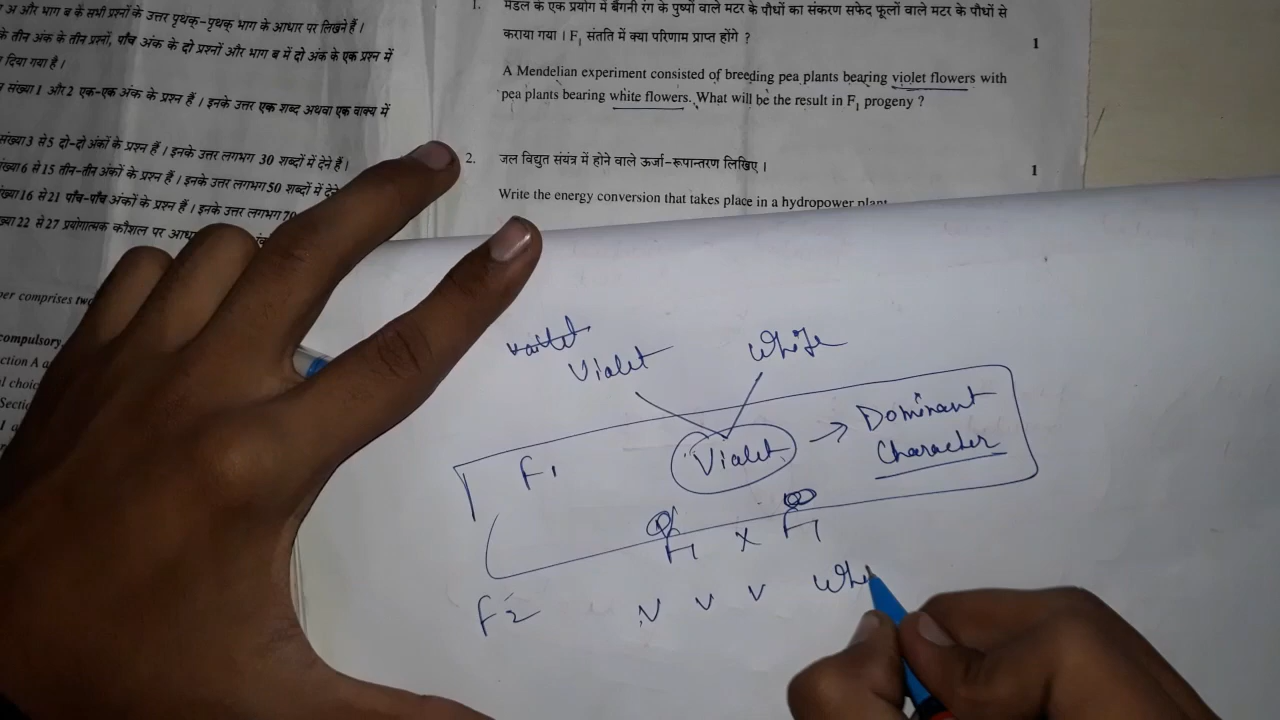 अ और भाग ब के सभी प्रश्नों के उत्तर पृथक्-पृथक् भाग के आधार पर लिखने हैं।
के तीन अंक के तीन प्रश्नों, पाँच अंक के दो प्रश्नों और भाग ब में दो अंक के एक प्रश्न में
दिया गया है।
संख्या 1 और 2 एक-एक अंक के प्रश्न हैं। इनके उत्तर एक शब्द अथवा एक वाक्य में
संख्या 3 से 5 दो-दो अंकों के प्रश्न हैं। इनके उत्तर लगभग 30 शब्दों में देने हैं।
संख्या 6 से 15 तीन-तीन अंकों के प्रश्न हैं। इनके उत्तर लगभग 50 शब्दों में देने
संख्या 16 से 21 पाँच-पाँच अंकों के प्रश्न हैं। इनके उत्तर लगभग 70
ख्या 22 से 27 प्रयोगात्मक कौशल पर
per comprises two
compulsory.
ction A a
l choic
Sectio
1. मेंडल के एक प्रयोग में बैंगनी रंग के पुष्पों वाले मटर के पौधों का संकरण सफेद फूलों वाले मटर के पौधों से
कराया गया। F1 संतति में क्या परिणाम प्राप्त होंगे ? 1
A Mendelian experiment consisted of breeding pea plants bearing violet flowers with
pea plants bearing white flowers. What will be the result in F1 progeny ?
2. जल विद्युत संयंत्र में होने वाले ऊर्जा-रूपान्तरण लिखिए। 1
Write the energy conversion that takes place in a hydropower plant.
Vialet White
F1 Vialet → Dominant
Character
F1 × F1
F2 V V V Whi